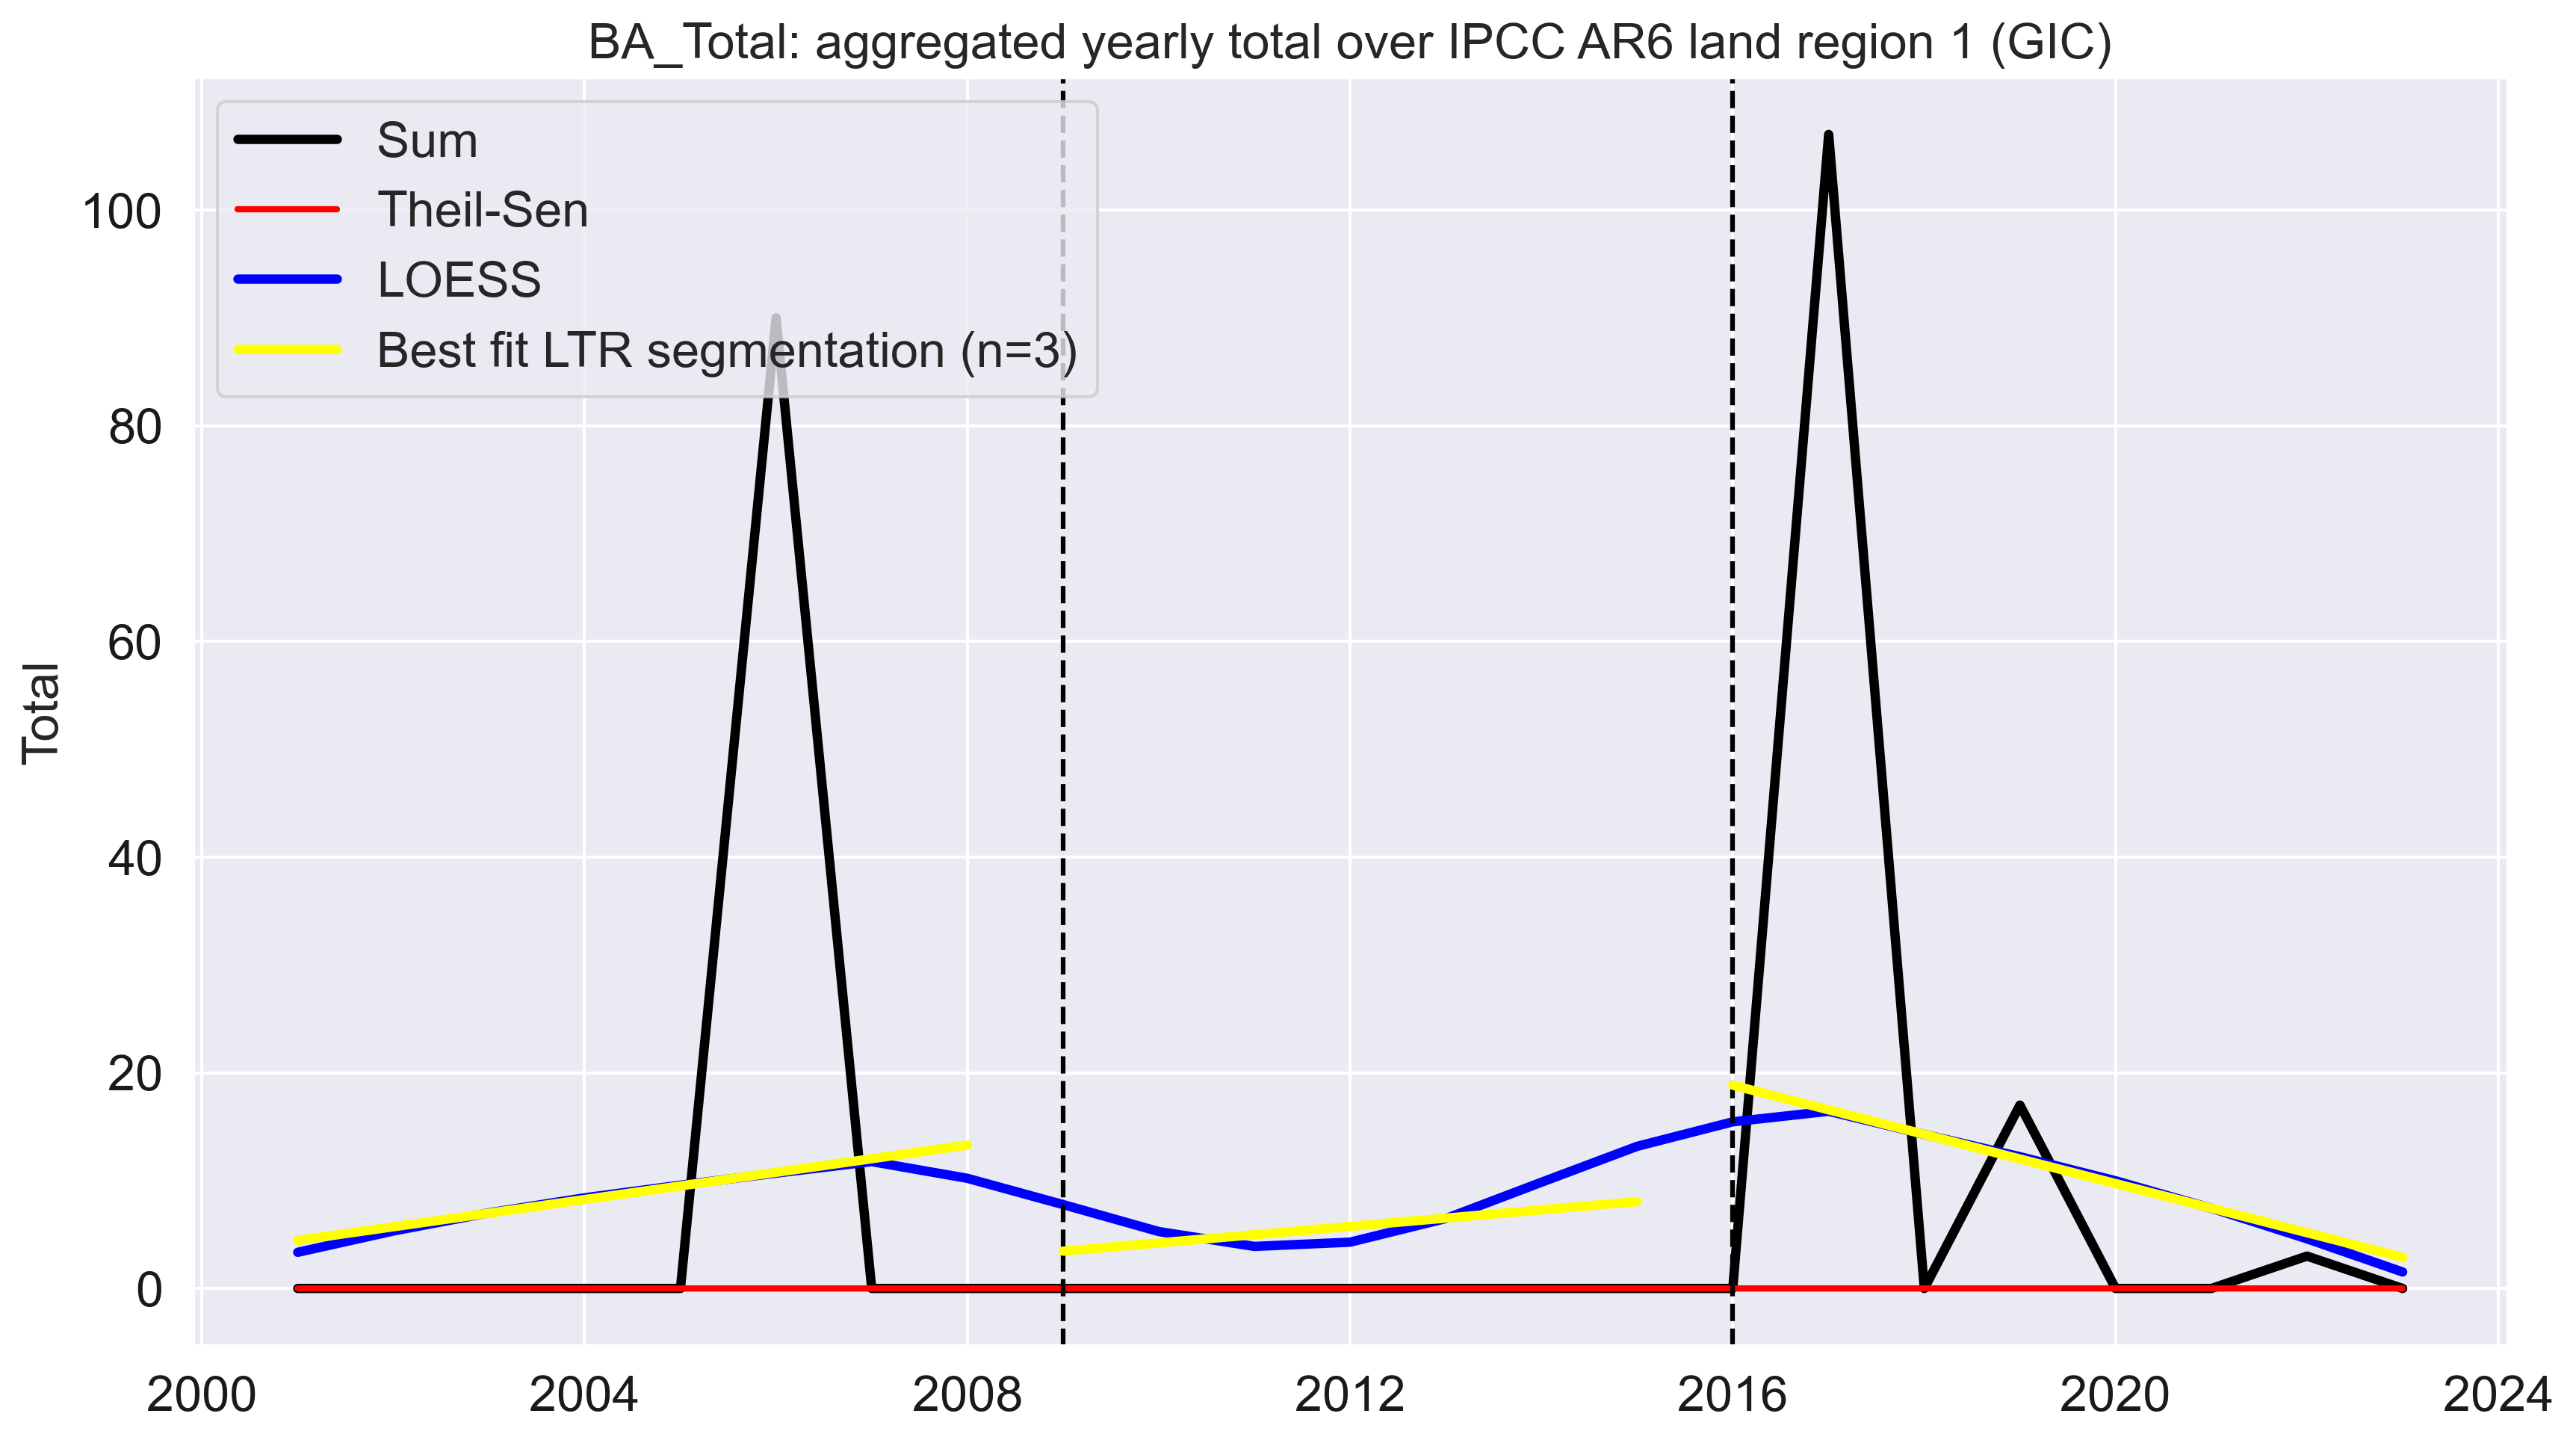 BA_Total: aggregated yearly total over IPCC AR6 land region 1 (GIC)
Sum
Theil-Sen
LOESS
Best fit LTR segmentation (n=3)
Total
100
80
60
40
20
0
2000 2004 2008 2012 2016 2020 2024